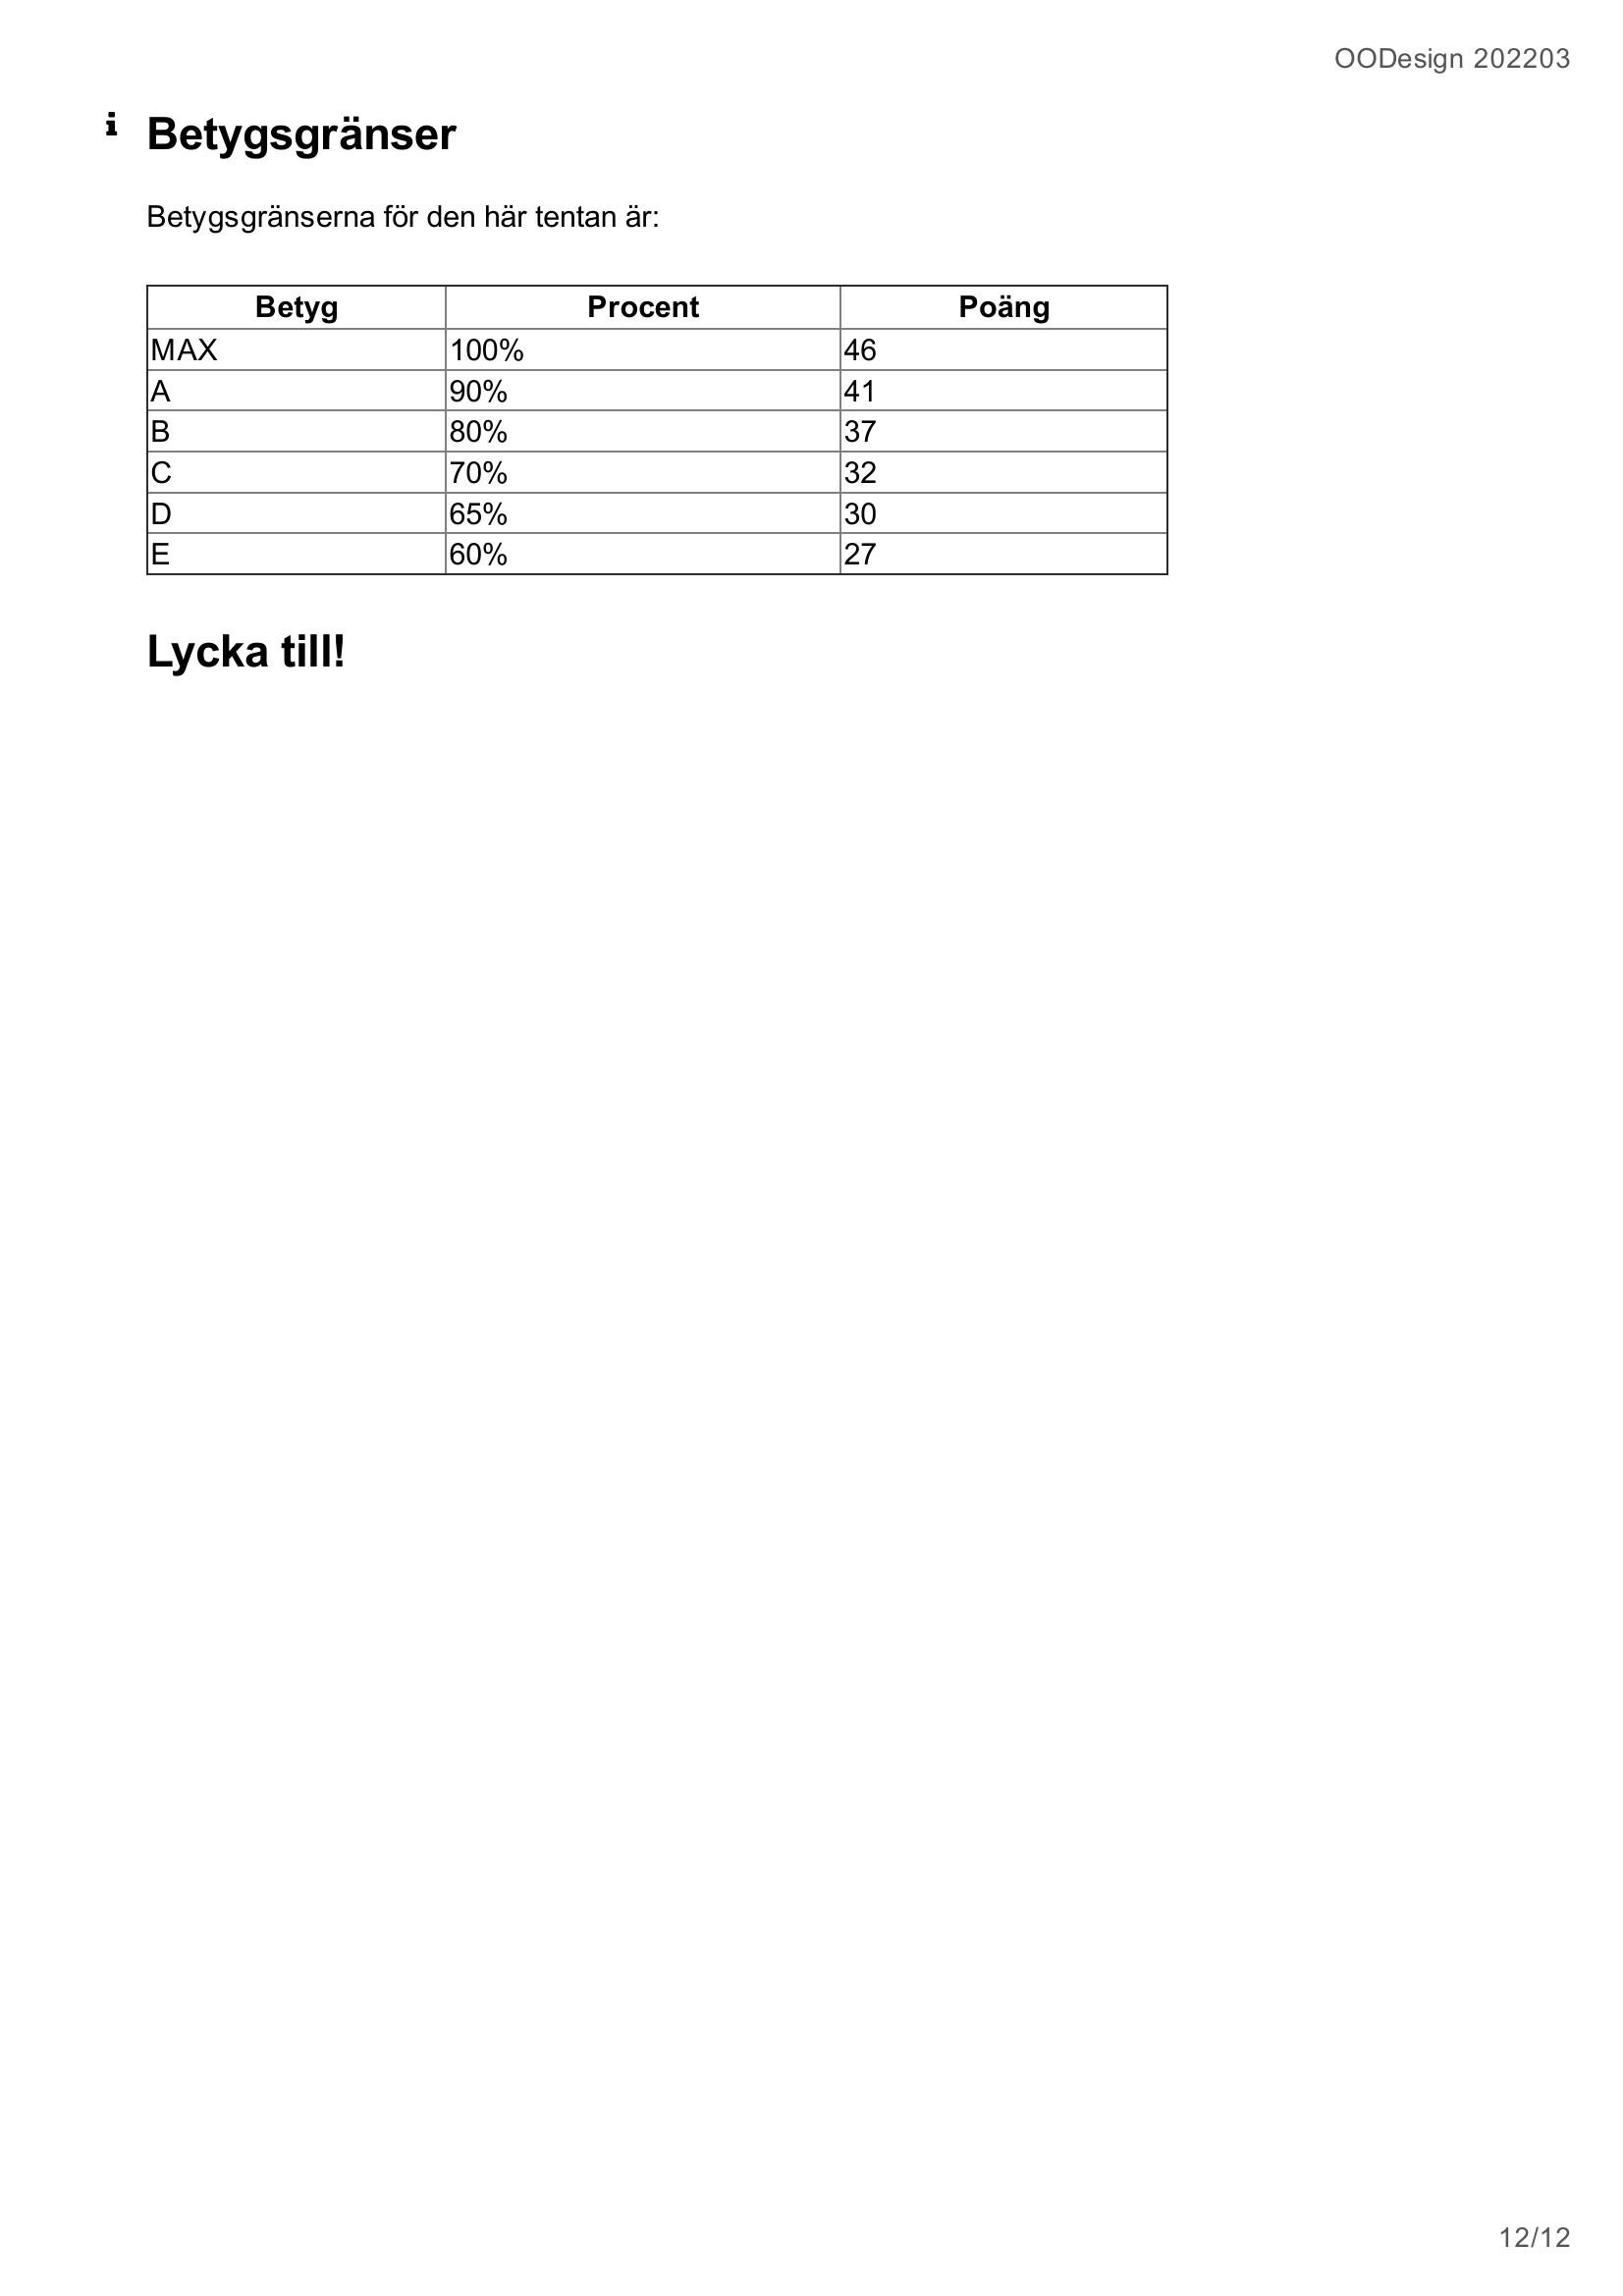 OODesign 202203
i Betygsgränser
Betygsgränserna för den här tentan är:
Betyg Procent Poäng
MAX 100% 46
A 90% 41
B 80% 37
C 70% 32
D 65% 30
E 60% 27
Lycka till!
12/12